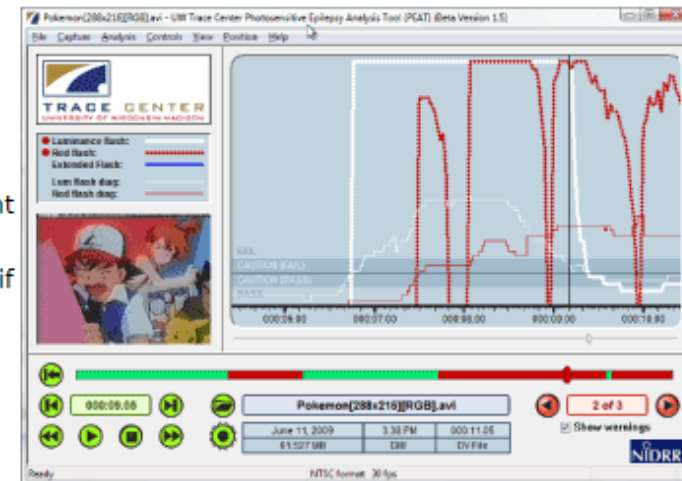 Pokemon[288x216][RGB].avi - UW Trace Center Photosensitive Epilepsy Analysis Tool (PEAT) (Beta Version 1.5)
File Capture Analysis Controls View Position Help
TRACE CENTER
UNIVERSITY OF WISCONSIN-MADISON
Luminance flash:
Red flash:
Extended Flash:
Lum flash diag:
Red flash diag:
nt
if
FAIL
CAUTION (FAIL)
CAUTION (PASS)
PASS
000:06.00 000:07.00 000:08.00 000:09.00 000:10.00
000:09.05
Pokemon[288x216][RGB].avi
2 of 3
June 11, 2009 3:38 PM 000:11.05
61.527 MB DIB DV File
Show warnings
NIDRR
Ready NTSC format 30 fps